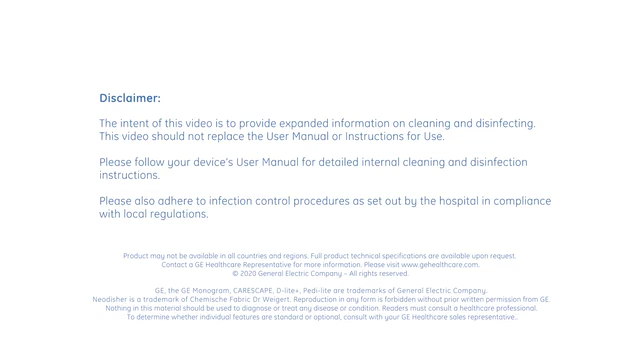 Disclaimer:
The intent of this video is to provide expanded information on cleaning and disinfecting.
This video should not replace the User Manual or Instructions for Use.
Please follow your device's User Manual for detailed internal cleaning and disinfection
instructions.
Please also adhere to infection control procedures as set out by the hospital in compliance
with local regulations.
Product may not be available in all countries and regions. Full product technical specifications are available upon request.
Contact a GE Healthcare Representative for more information. Please visit www.gehealthcare.com.
© 2020 General Electric Company – All rights reserved.
GE, the GE Monogram, CARESCAPE, D-lite+, Pedi-lite are trademarks of General Electric Company.
Neodisher is a trademark of Chemische Fabric Dr Weigert. Reproduction in any form is forbidden without prior written permission from GE.
Nothing in this material should be used to diagnose or treat any disease or condition. Readers must consult a healthcare professional.
To determine whether individual features are standard or optional, consult with your GE Healthcare sales representative..